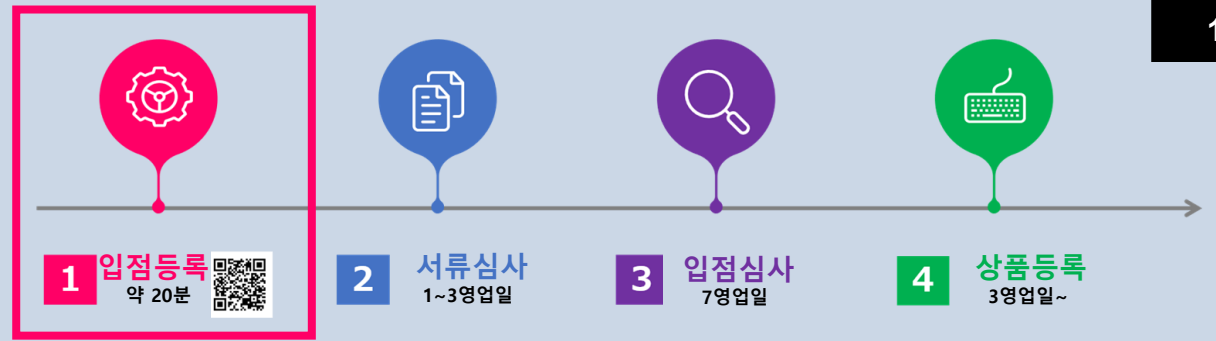 1
1 입점등록
약 20분
2 서류심사
1~3영업일
3 입점심사
7영업일
4 상품등록
3영업일~